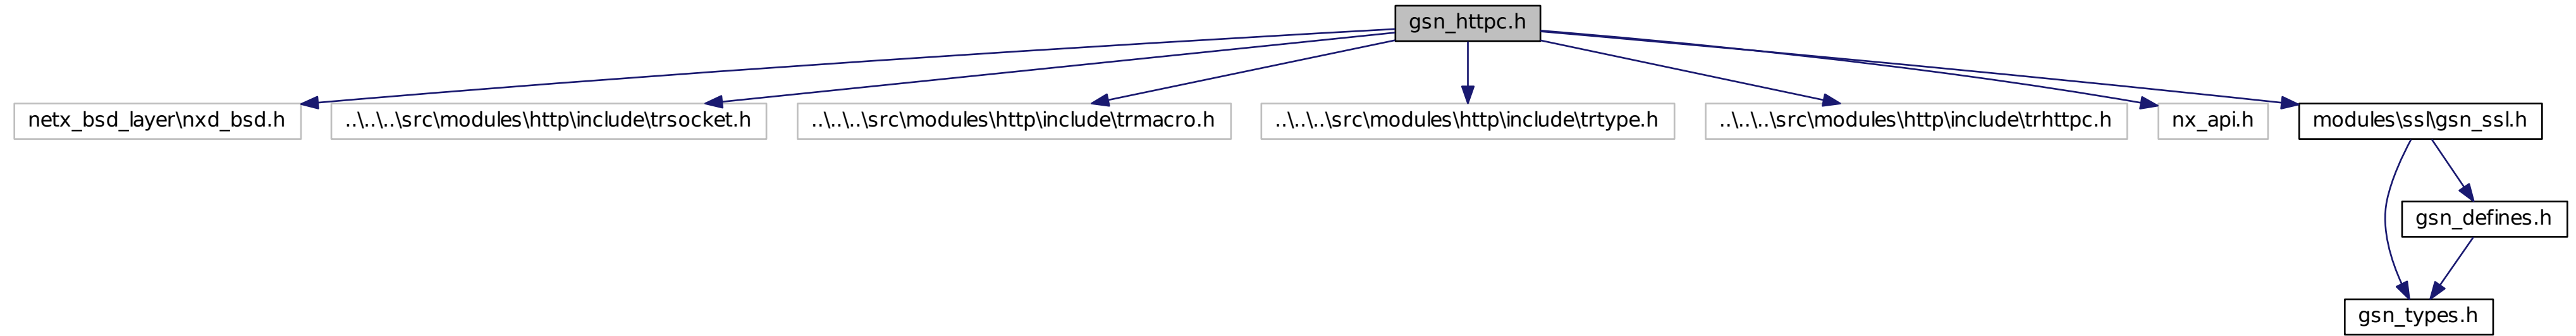 gsn_httpc.h
netx_bsd_layer\nxd_bsd.h
..\..\..\src\modules\http\include\trsocket.h
..\..\..\src\modules\http\include\trmacro.h
..\..\..\src\modules\http\include\trtype.h
..\..\..\src\modules\http\include\trhttpc.h
nx_api.h
modules\ssl\gsn_ssl.h
gsn_defines.h
gsn_types.h